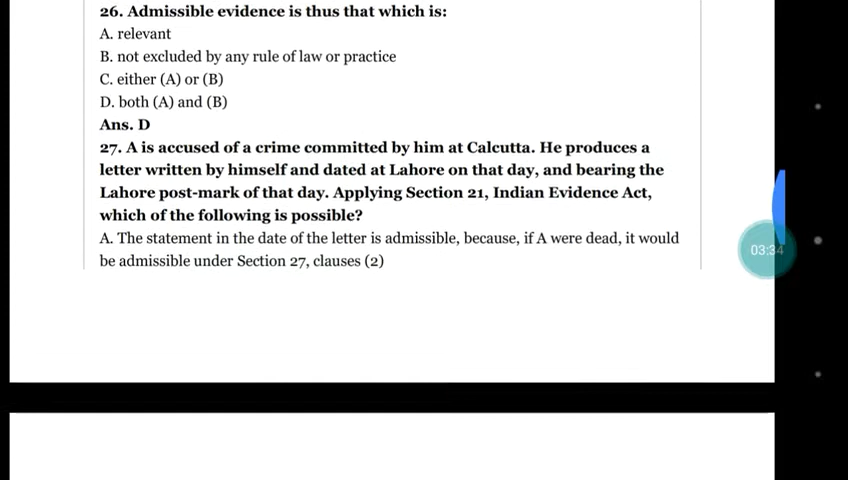 26. Admissible evidence is thus that which is:
A. relevant
B. not excluded by any rule of law or practice
C. either (A) or (B)
D. both (A) and (B)
Ans. D
27. A is accused of a crime committed by him at Calcutta. He produces a
letter written by himself and dated at Lahore on that day, and bearing the
Lahore post-mark of that day. Applying Section 21, Indian Evidence Act,
which of the following is possible?
A. The statement in the date of the letter is admissible, because, if A were dead, it would
be admissible under Section 27, clauses (2)
03:34